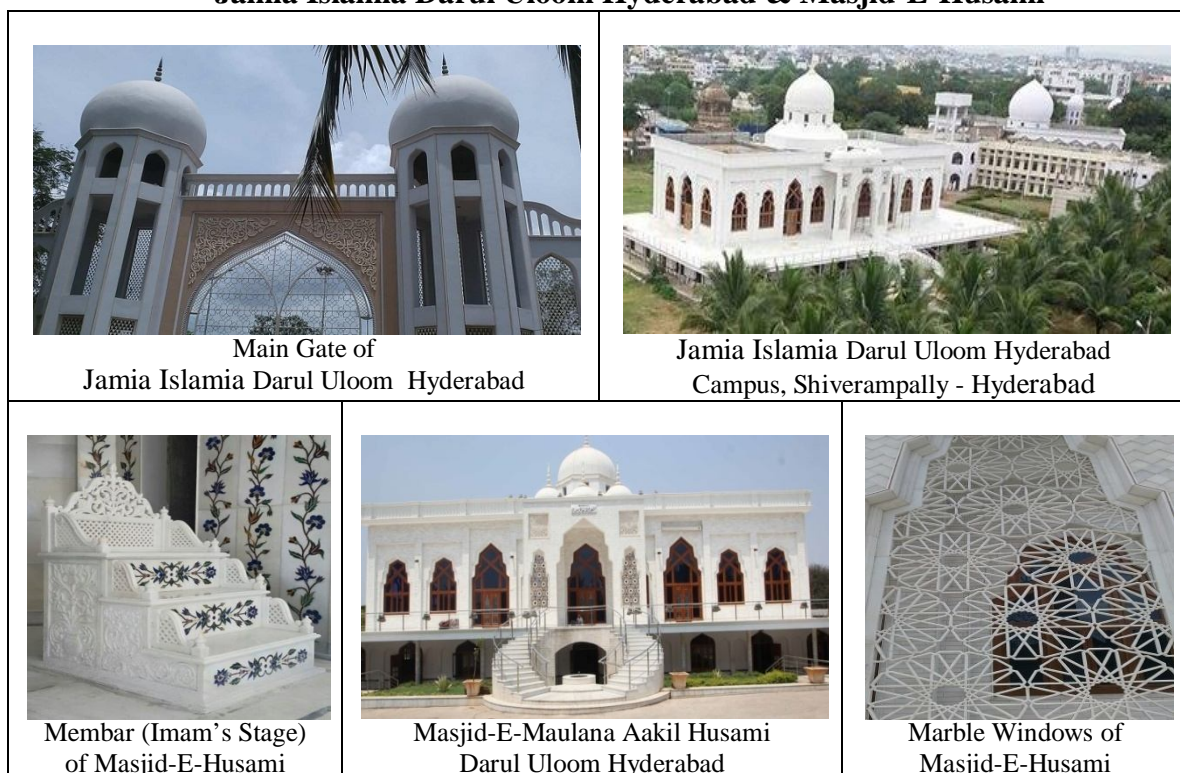 Jamia Islamia Darul Uloom Hyderabad & Masjid-E-Husami
Main Gate of
Jamia Islamia Darul Uloom Hyderabad
Jamia Islamia Darul Uloom Hyderabad
Campus, Shiverampally - Hyderabad
Membar (Imam's Stage)
of Masjid-E-Husami
Masjid-E-Maulana Aakil Husami
Darul Uloom Hyderabad
Marble Windows of
Masjid-E-Husami